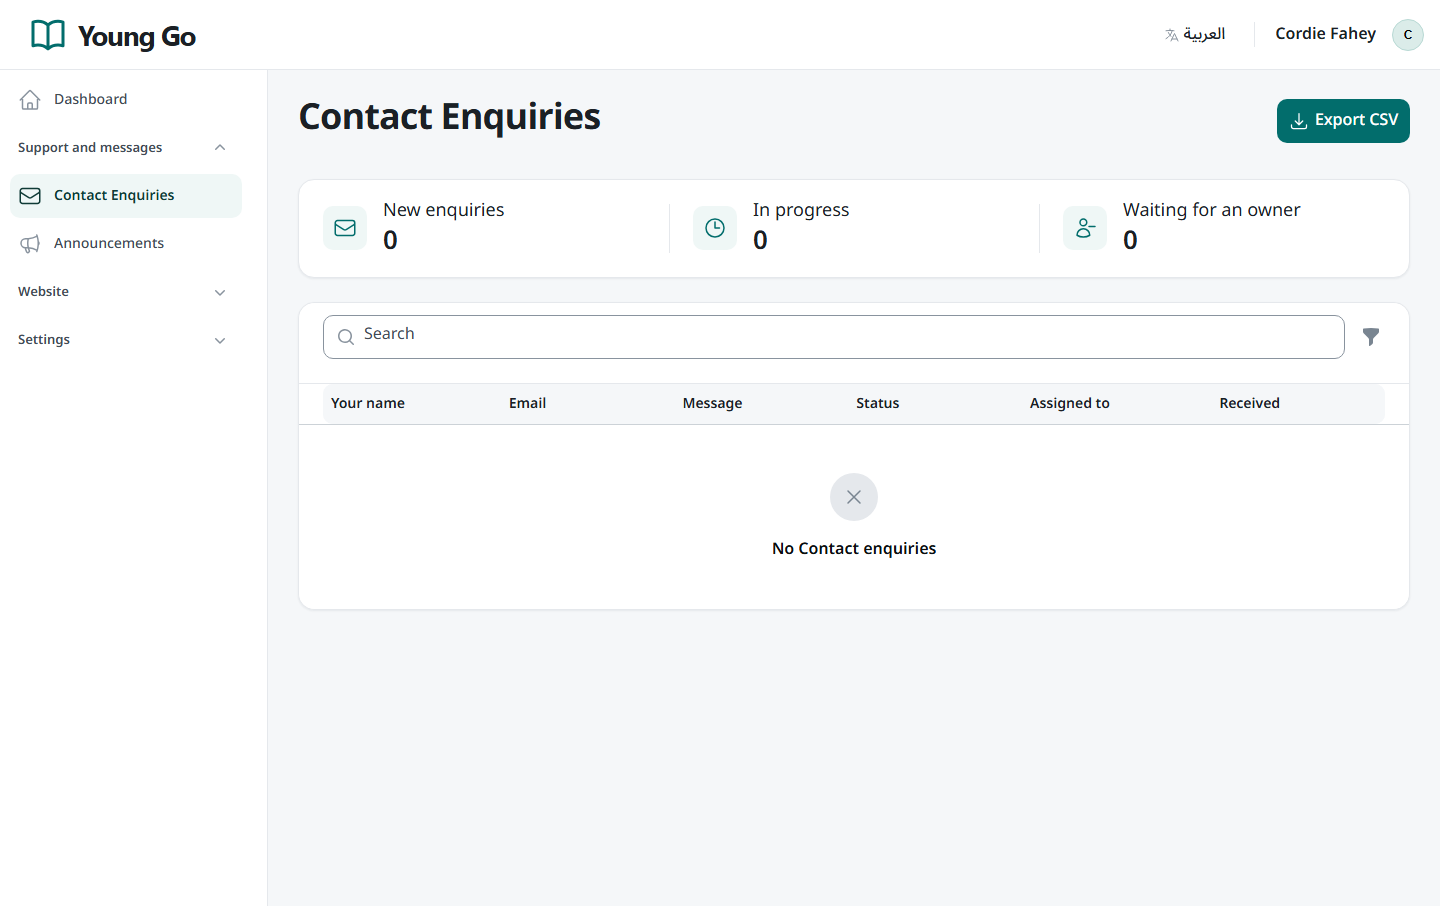 Young Go
العربية
Cordie Fahey
C
Dashboard
Support and messages
Contact Enquiries
Announcements
Website
Settings
Contact Enquiries
Export CSV
New enquiries
0
In progress
0
Waiting for an owner
0
Search
Your name Email Message Status Assigned to Received
No Contact enquiries